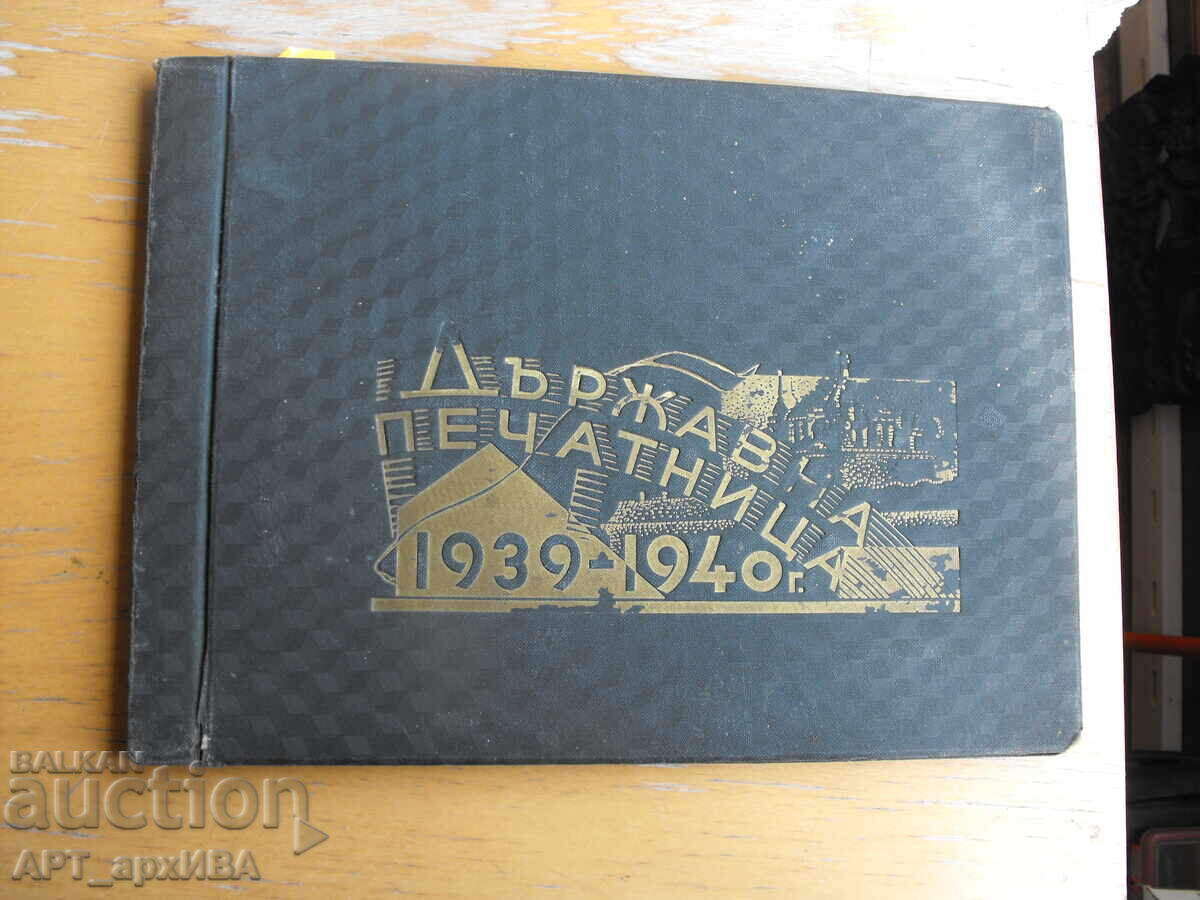 ДЪРЖАВНА
ПЕЧАТНИЦА
1939-1940г.
BALKAN
auction
АРТ_архИВА